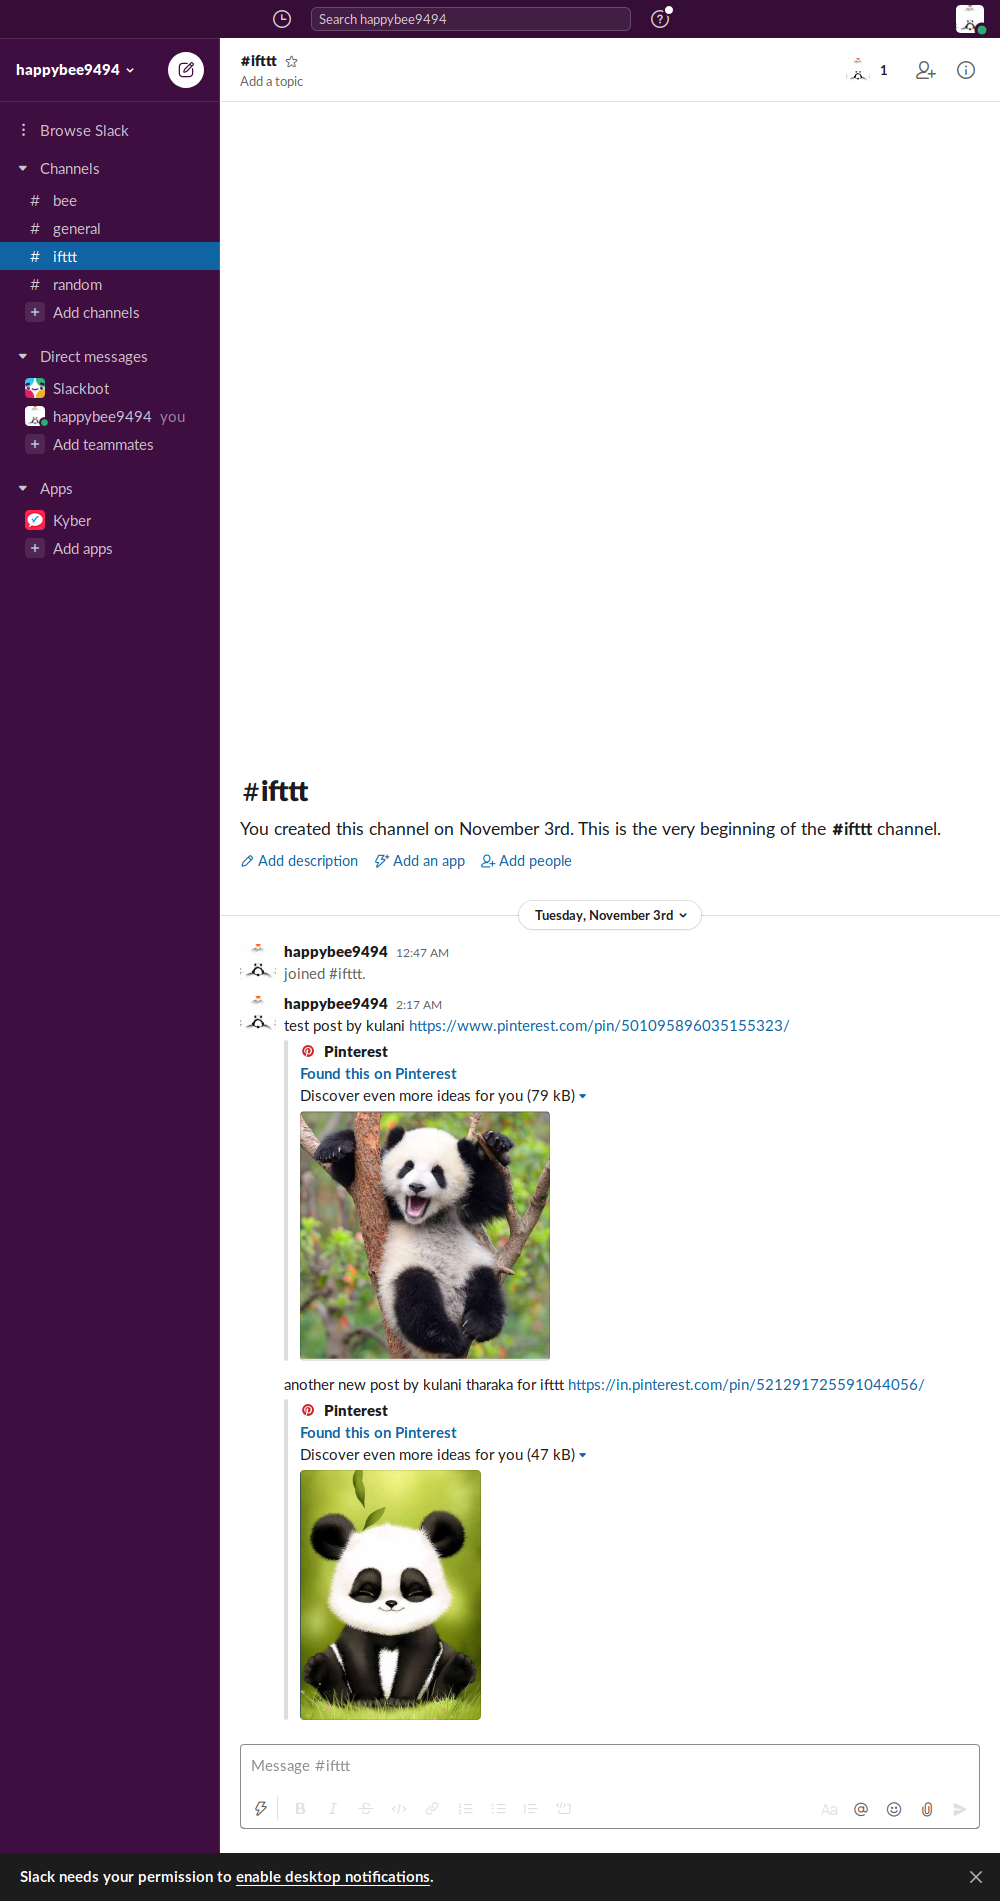 Search happybee9494
happybee9494
#ifttt
Add a topic
1
Browse Slack
Channels
# bee
# general
# ifttt
# random
+ Add channels
Direct messages
Slackbot
happybee9494 you
+ Add teammates
Apps
Kyber
+ Add apps
#ifttt
You created this channel on November 3rd. This is the very beginning of the #ifttt channel.
Add description Add an app Add people
Tuesday, November 3rd
happybee9494 12:47 AM
joined #ifttt.
happybee9494 2:17 AM
test post by kulani https://www.pinterest.com/pin/501095896035155323/
Pinterest
Found this on Pinterest
Discover even more ideas for you (79 kB)
another new post by kulani tharaka for ifttt https://in.pinterest.com/pin/521291725591044056/
Pinterest
Found this on Pinterest
Discover even more ideas for you (47 kB)
Message #ifttt
Aa
Slack needs your permission to enable desktop notifications.